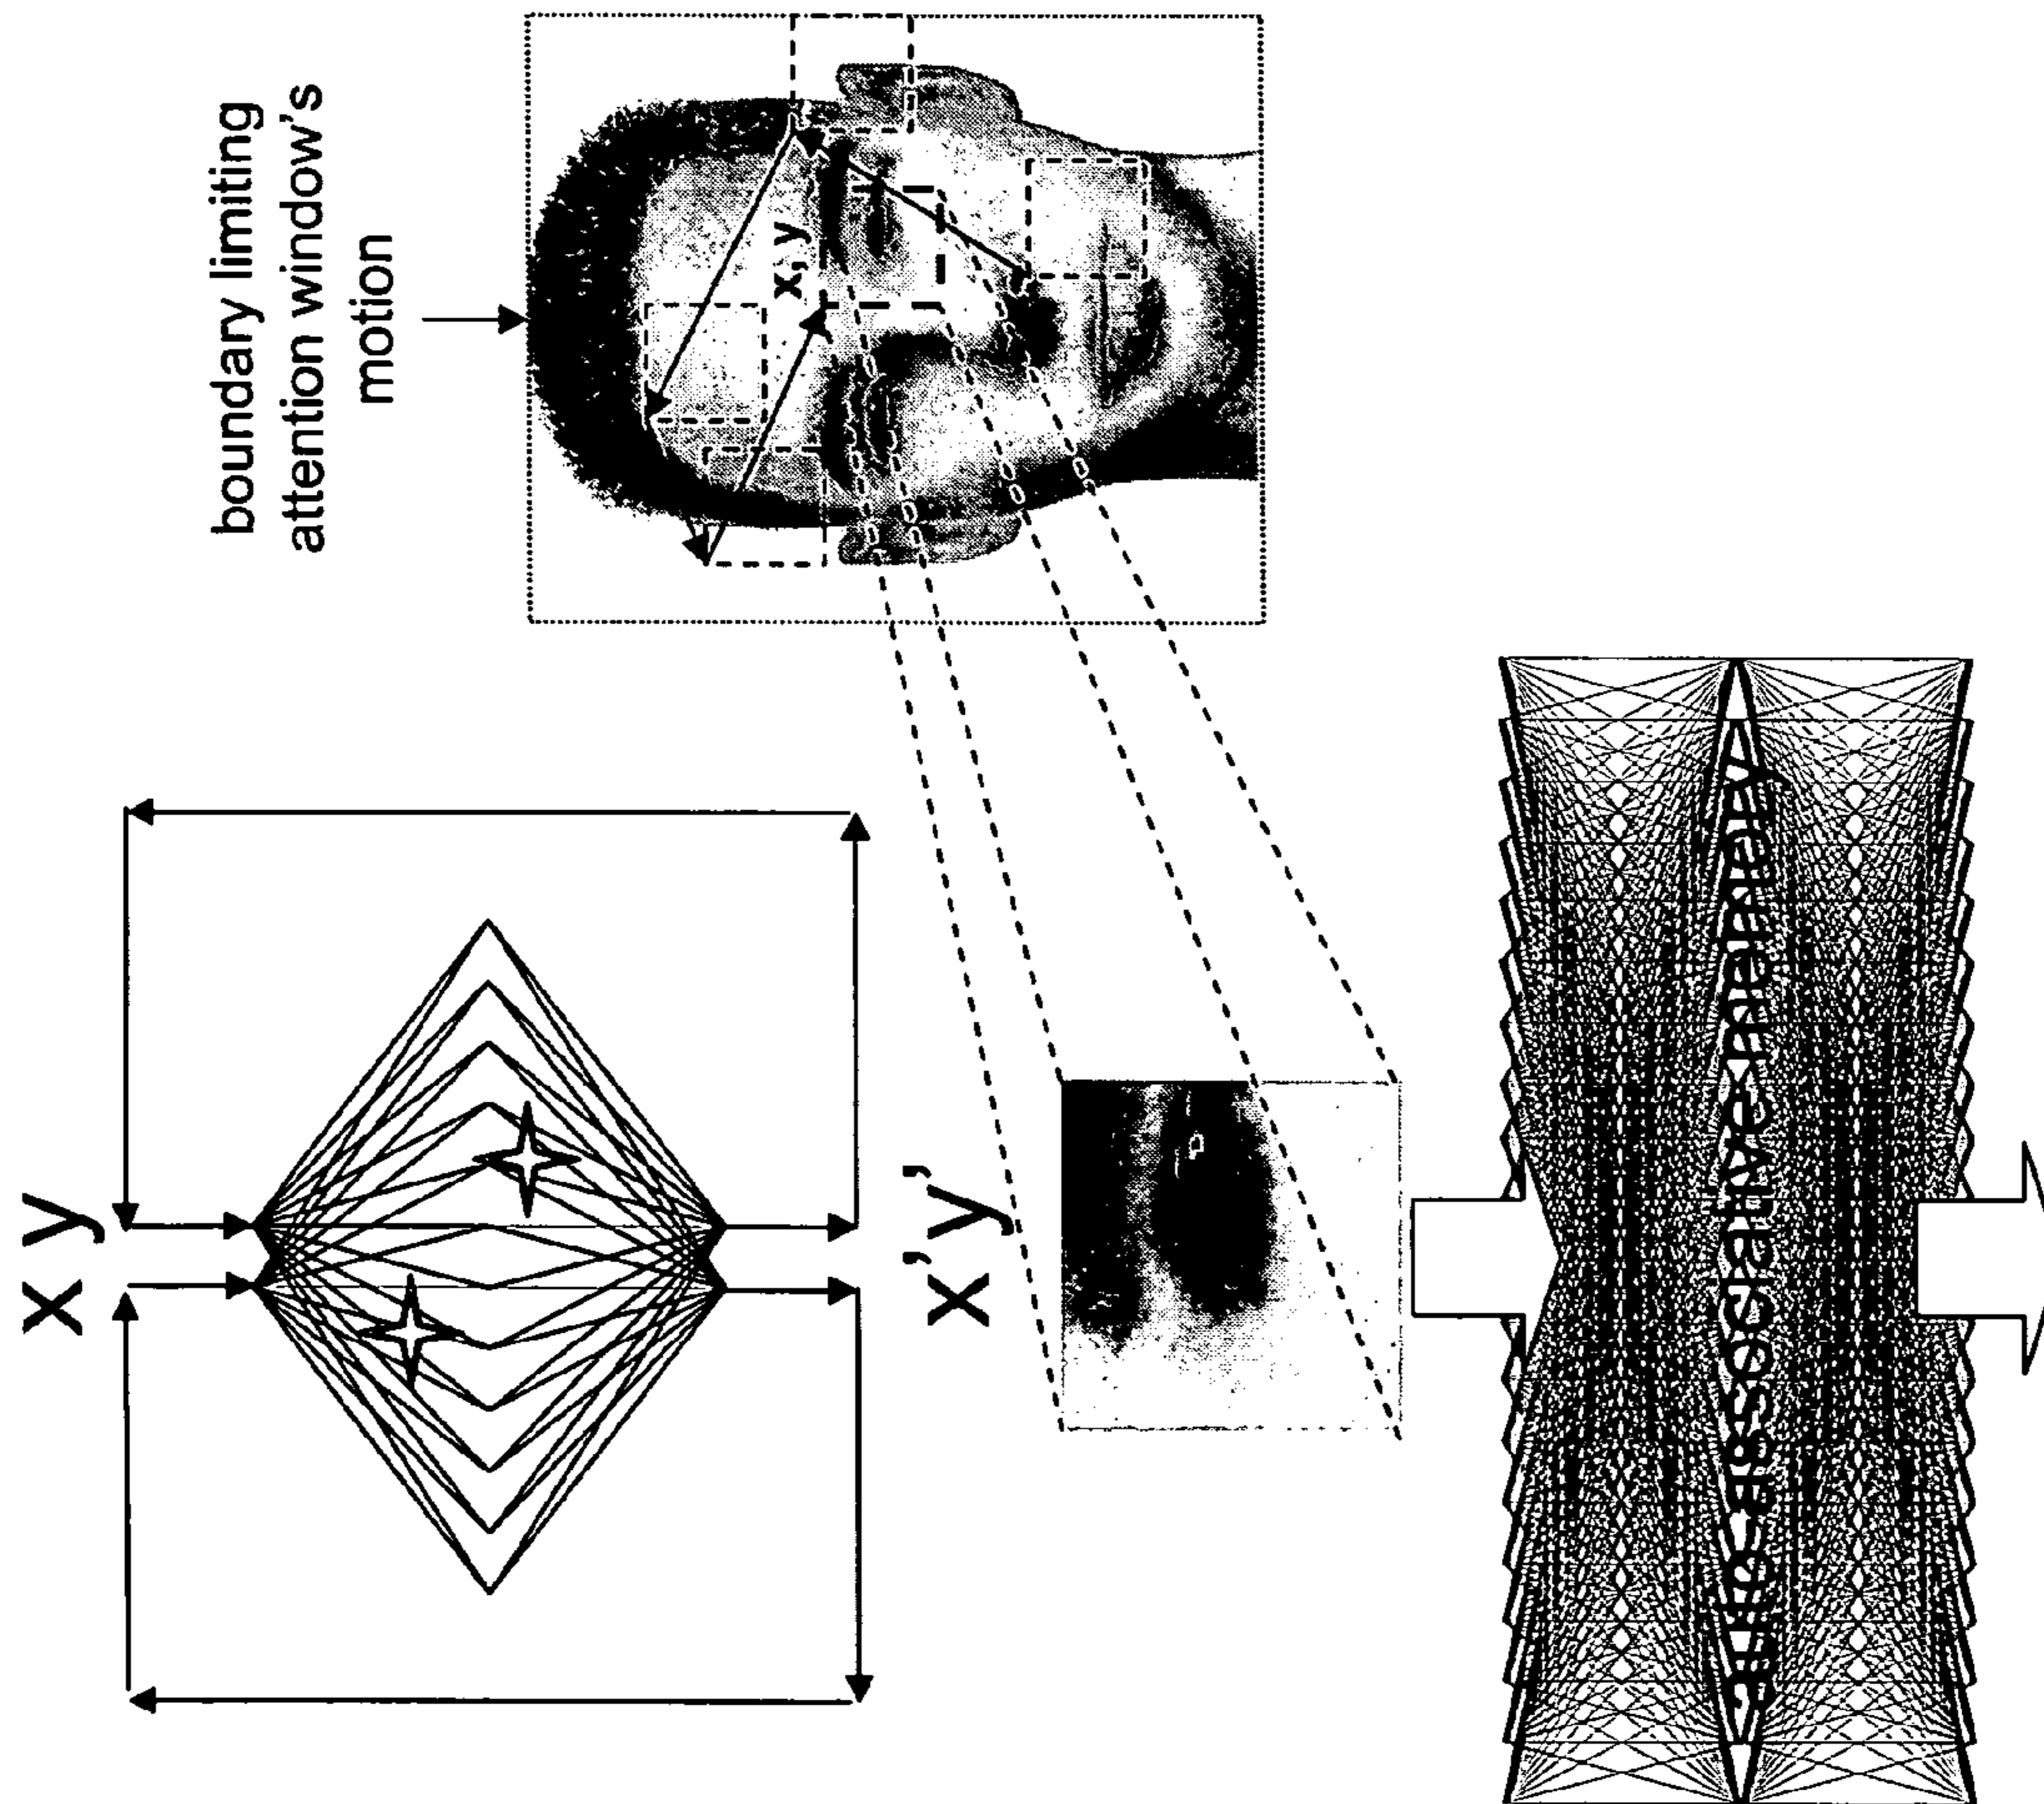 x y
x' y'
boundary limiting
attention window's
motion
x, y
auto-associative memory